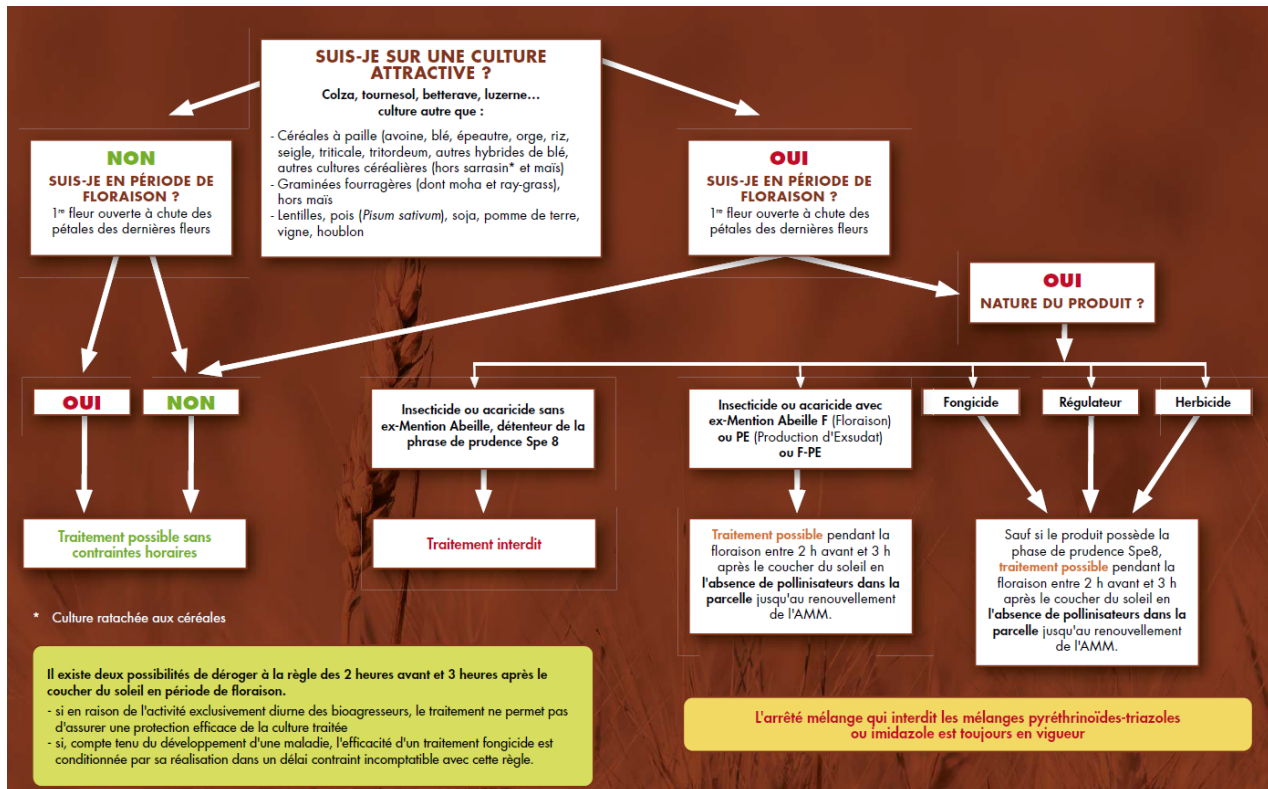 SUIS-JE SUR UNE CULTURE
ATTRACTIVE ?
Colza, tournesol, betterave, luzerne...
culture autre que :
- Céréales à paille (avoine, blé, épeautre, orge, riz,
seigle, triticale, tritordeum, autres hybrides de blé,
autres cultures céréalières (hors sarrasin* et maïs)
- Graminées fourragères (dont moha et ray-grass),
hors maïs
- Lentilles, pois (Pisum sativum), soja, pomme de terre,
vigne, houblon
NON
SUIS-JE EN PÉRIODE DE
FLORAISON ?
1re fleur ouverte à chute des
pétales des dernières fleurs
OUI
SUIS-JE EN PÉRIODE DE
FLORAISON ?
1re fleur ouverte à chute des
pétales des dernières fleurs
OUI
NATURE DU PRODUIT ?
OUI
NON
Insecticide ou acaricide sans
ex-Mention Abeille, détenteur de la
phrase de prudence Spe 8
Insecticide ou acaricide avec
ex-Mention Abeille F (Floraison)
ou PE (Production d'Exsudat)
ou F-PE
Fongicide
Régulateur
Herbicide
Traitement possible sans
contraintes horaires
Traitement interdit
Traitement possible pendant la
floraison entre 2 h avant et 3 h
après le coucher du soleil en
l'absence de pollinisateurs dans la
parcelle jusqu'au renouvellement
de l'AMM.
Sauf si le produit possède la
phase de prudence Spe8,
traitement possible pendant la
floraison entre 2 h avant et 3 h
après le coucher du soleil en
l'absence de pollinisateurs dans la
parcelle jusqu'au renouvellement
de l'AMM.
* Culture ratachée aux céréales
Il existe deux possibilités de déroger à la règle des 2 heures avant et 3 heures après le
coucher du soleil en période de floraison.
- si en raison de l'activité exclusivement diurne des bioagresseurs, le traitement ne permet pas
d'assurer une protection efficace de la culture traitée
- si, compte tenu du développement d'une maladie, l'efficacité d'un traitement fongicide est
conditionnée par sa réalisation dans un délai contraint incomptatible avec cette règle.
L'arrêté mélange qui interdit les mélanges pyréthrinoïdes-triazoles
ou imidazole est toujours en vigueur